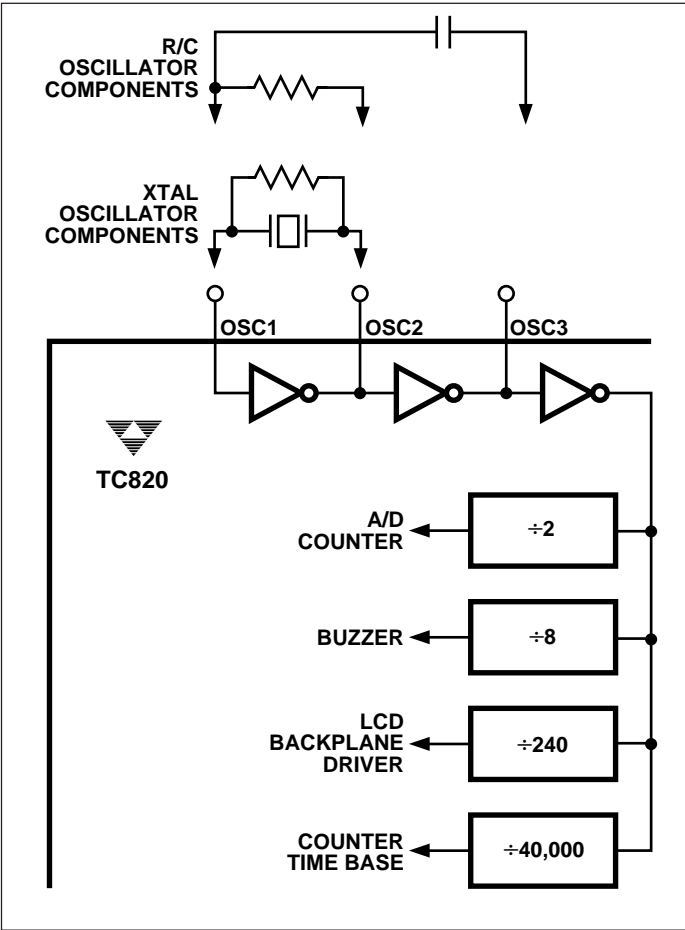 R/C
OSCILLATOR
COMPONENTS
XTAL
OSCILLATOR
COMPONENTS
OSC1
OSC2
OSC3
TC820
A/D
COUNTER
÷2
BUZZER
÷8
LCD
BACKPLANE
DRIVER
÷240
COUNTER
TIME BASE
÷40,000